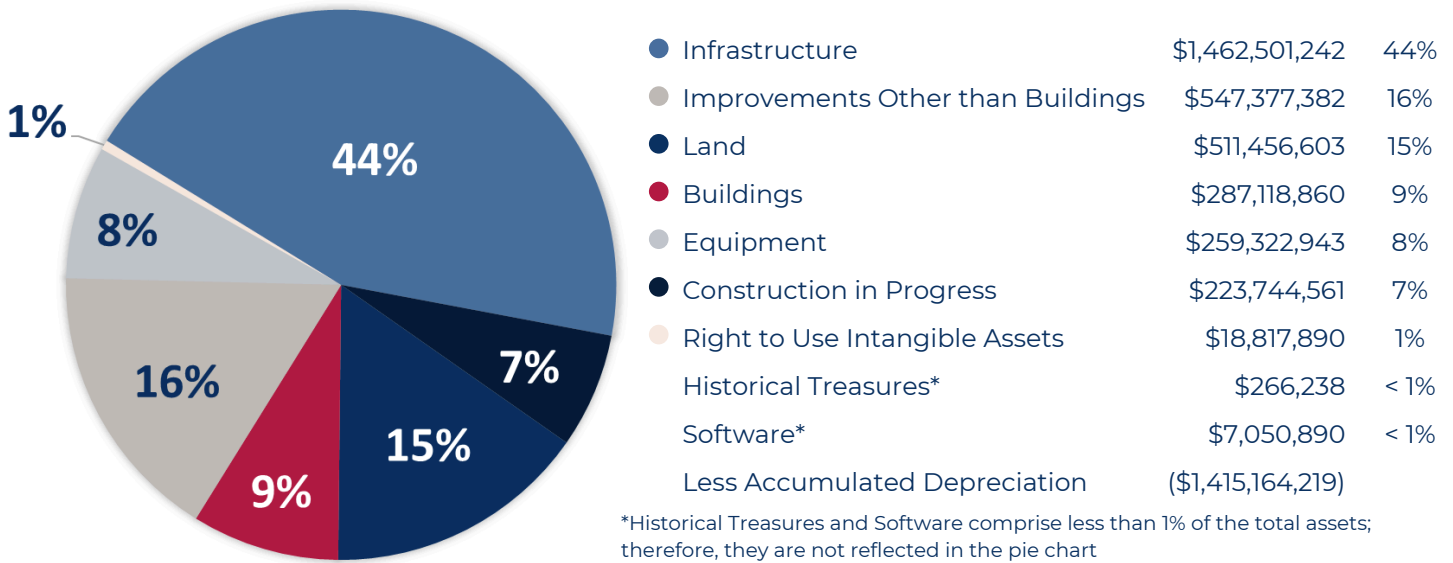 1%
44%
8%
7%
16%
15%
9%
Infrastructure $1,462,501,242 44%
Improvements Other than Buildings $547,377,382 16%
Land $511,456,603 15%
Buildings $287,118,860 9%
Equipment $259,322,943 8%
Construction in Progress $223,744,561 7%
Right to Use Intangible Assets $18,817,890 1%
Historical Treasures* $266,238 < 1%
Software* $7,050,890 < 1%
Less Accumulated Depreciation ($1,415,164,219)
*Historical Treasures and Software comprise less than 1% of the total assets;
therefore, they are not reflected in the pie chart